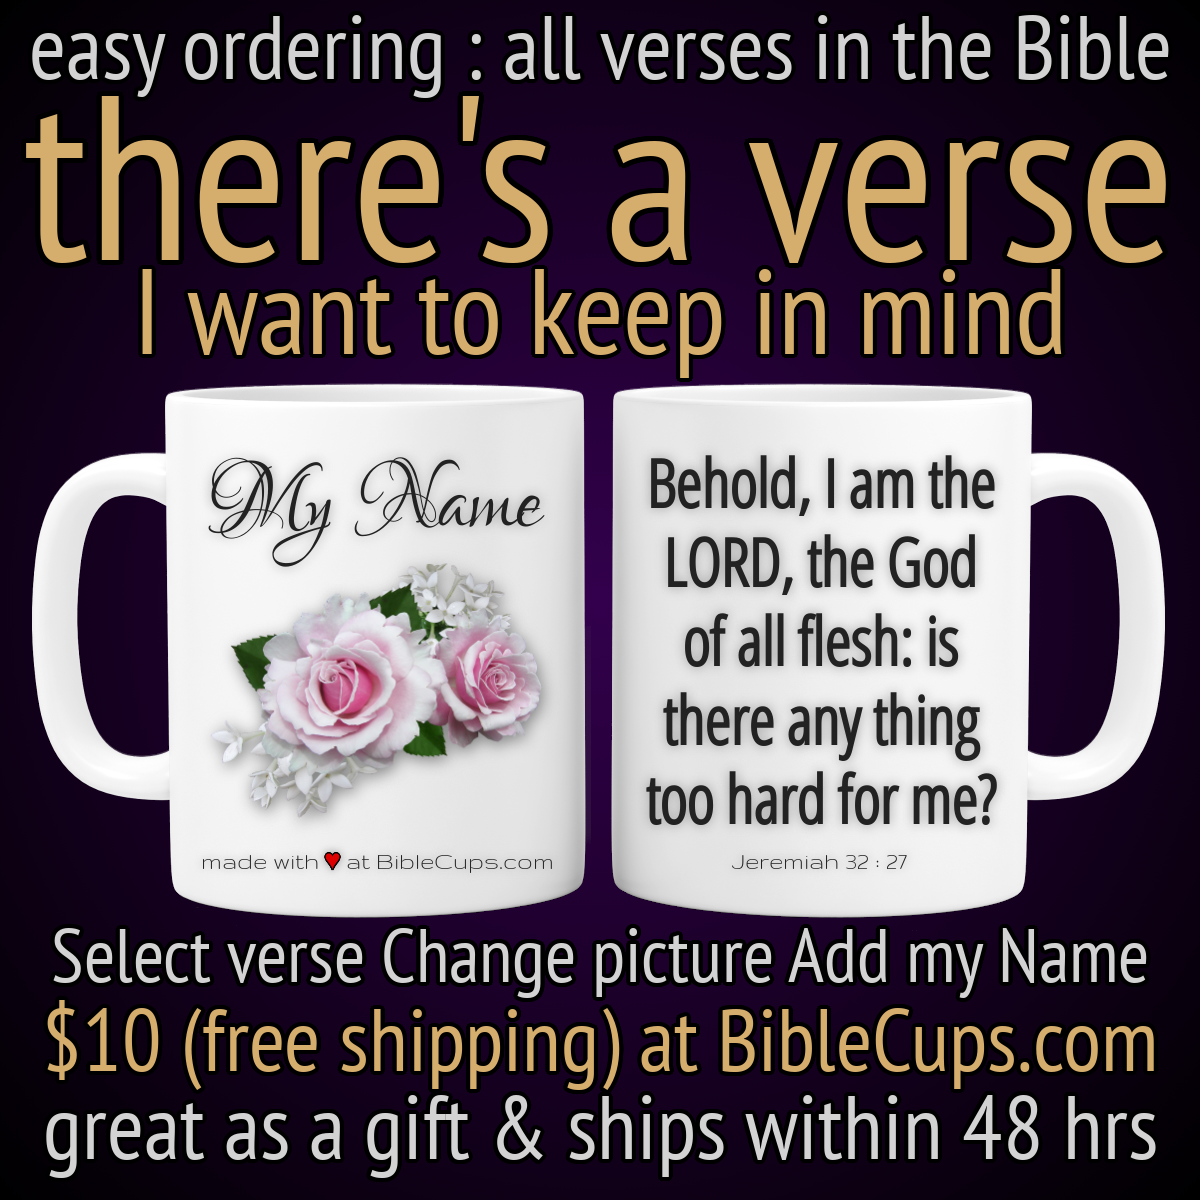 easy ordering : all verses in the Bible
there's a verse
I want to keep in mind
My Name
made with ♥ at BibleCups.com
Behold, I am the
LORD, the God
of all flesh: is
there any thing
too hard for me?
Jeremiah 32 : 27
Select verse Change picture Add my Name
$10 (free shipping) at BibleCups.com
great as a gift & ships within 48 hrs